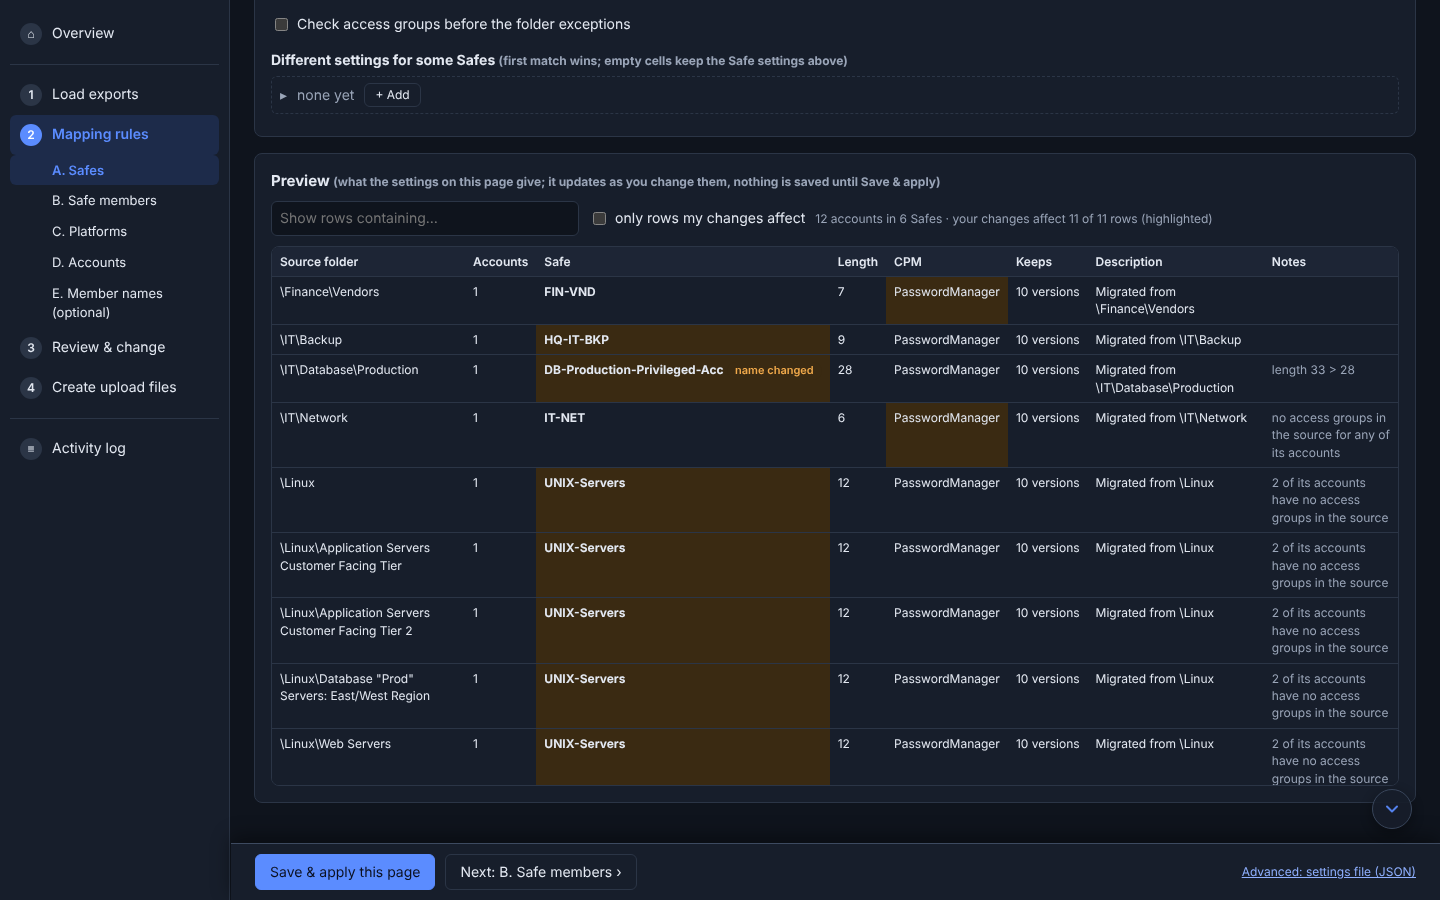 ⌂ Overview
1 Load exports
2 Mapping rules
A. Safes
B. Safe members
C. Platforms
D. Accounts
E. Member names
(optional)
3 Review & change
4 Create upload files
≡ Activity log
Check access groups before the folder exceptions
Different settings for some Safes (first match wins; empty cells keep the Safe settings above)
▸ none yet + Add
Preview (what the settings on this page give; it updates as you change them, nothing is saved until Save & apply)
Show rows containing... only rows my changes affect 12 accounts in 6 Safes · your changes affect 11 of 11 rows (highlighted)
Source folder Accounts Safe Length CPM Keeps Description Notes
\Finance\Vendors 1 FIN-VND 7 PasswordManager 10 versions Migrated from
\Finance\Vendors
\IT\Backup 1 HQ-IT-BKP 9 PasswordManager 10 versions Migrated from \IT\Backup
\IT\Database\Production 1 DB-Production-Privileged-Acc name changed 28 PasswordManager 10 versions Migrated from length 33 > 28
\IT\Database\Production
\IT\Network 1 IT-NET 6 PasswordManager 10 versions Migrated from \IT\Network no access groups in
the source for any of
its accounts
\Linux 1 UNIX-Servers 12 PasswordManager 10 versions Migrated from \Linux 2 of its accounts
have no access
groups in the source
\Linux\Application Servers 1 UNIX-Servers 12 PasswordManager 10 versions Migrated from \Linux 2 of its accounts
Customer Facing Tier have no access
groups in the source
\Linux\Application Servers 1 UNIX-Servers 12 PasswordManager 10 versions Migrated from \Linux 2 of its accounts
Customer Facing Tier 2 have no access
groups in the source
\Linux\Database "Prod" 1 UNIX-Servers 12 PasswordManager 10 versions Migrated from \Linux 2 of its accounts
Servers: East/West Region have no access
groups in the source
\Linux\Web Servers 1 UNIX-Servers 12 PasswordManager 10 versions Migrated from \Linux 2 of its accounts
have no access
groups in the source
Save & apply this page Next: B. Safe members › Advanced: settings file (JSON)